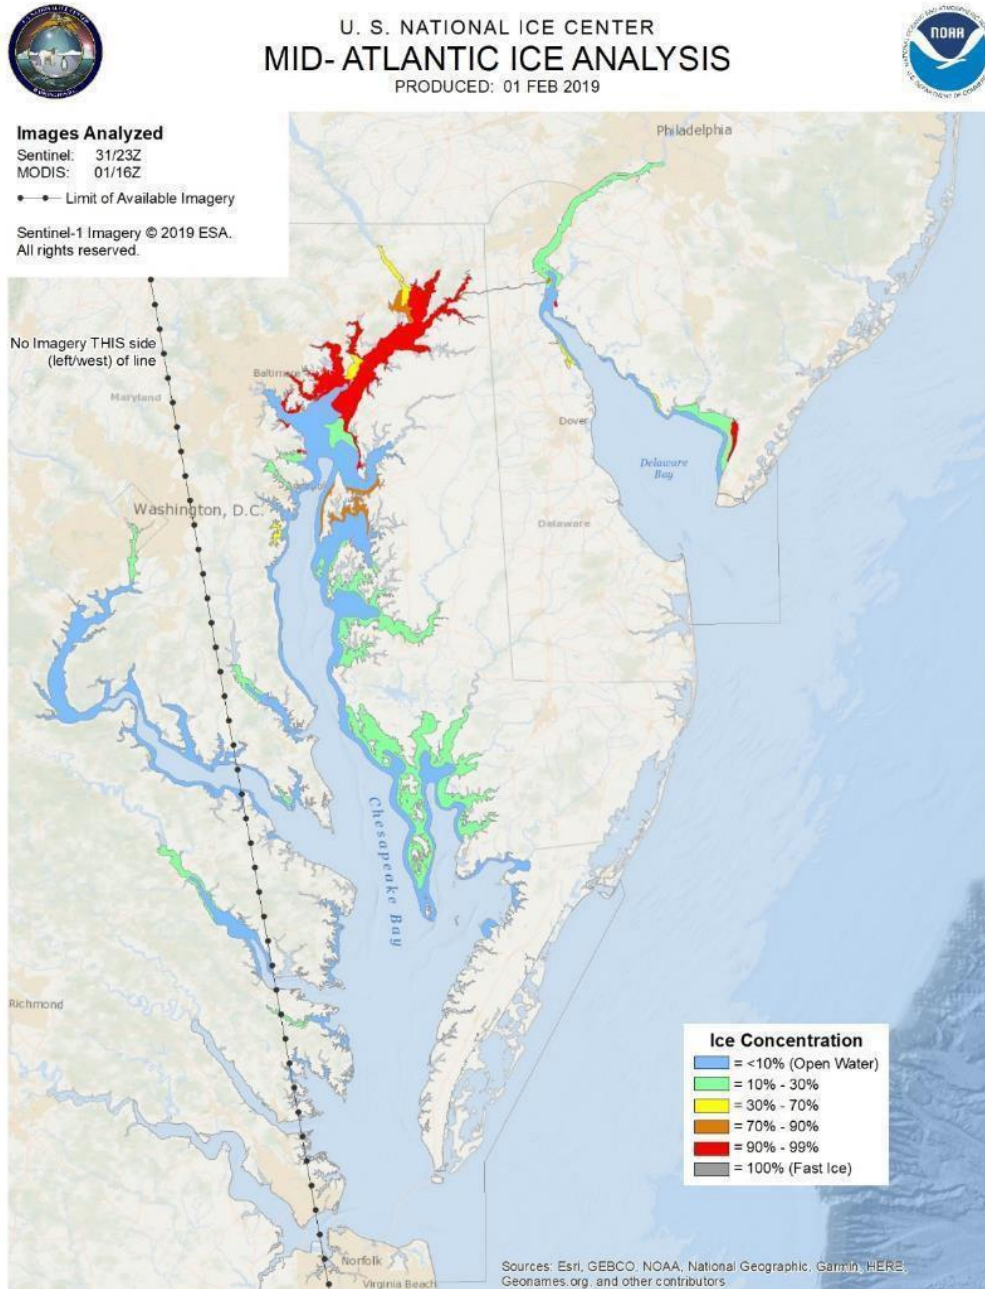 U. S. NATIONAL ICE CENTER
MID- ATLANTIC ICE ANALYSIS
PRODUCED: 01 FEB 2019
NOAA
Images Analyzed
Sentinel: 31/23Z
MODIS: 01/16Z
Limit of Available Imagery
Sentinel-1 Imagery © 2019 ESA.
All rights reserved.
Philadelphia
No Imagery THIS side
(left/west) of line
Baltimore
Maryland
Dover
Delaware
Bay
Washington, D.C.
Delaware
Chesapeake Bay
Richmond
Ice Concentration
= <10% (Open Water)
= 10% - 30%
= 30% - 70%
= 70% - 90%
= 90% - 99%
= 100% (Fast Ice)
Norfolk
Virginia Beach
Sources: Esri, GEBCO, NOAA, National Geographic, Garmin, HERE,
Geonames.org, and other contributors